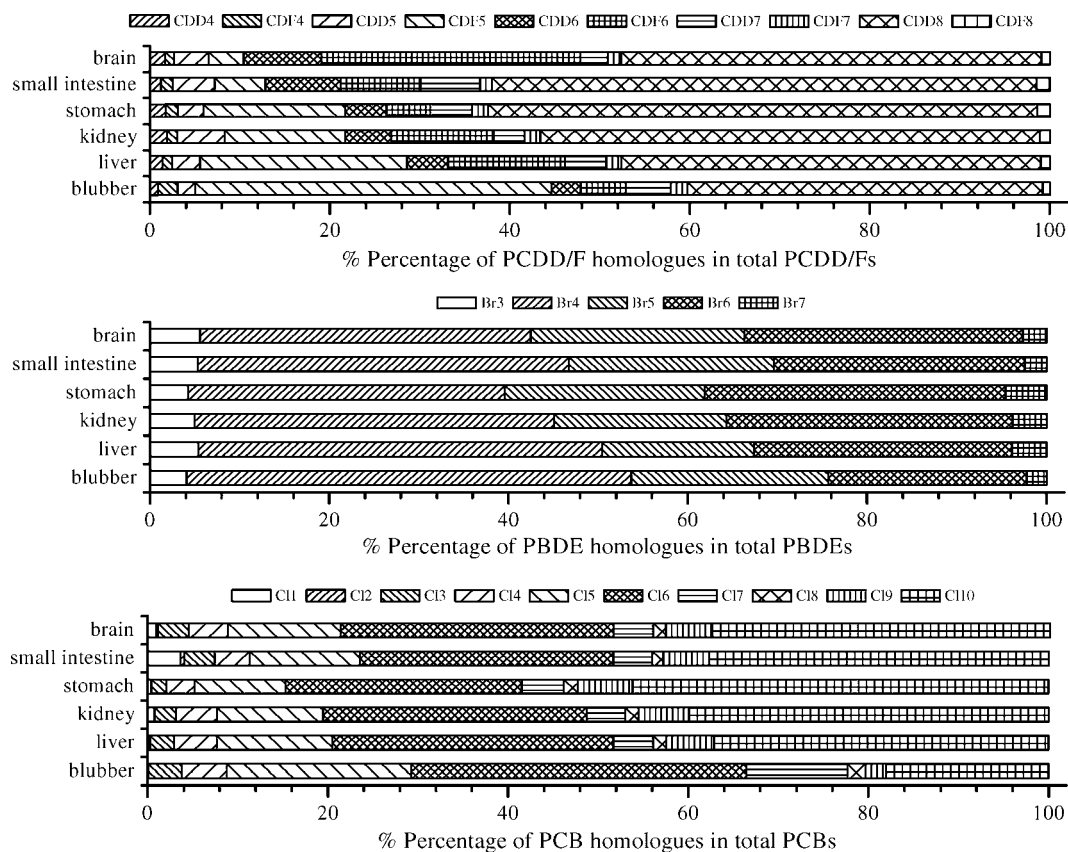 CDD4 CDF4 CDD5 CDF5 CDD6 CDF6 CDD7 CDF7 CDD8 CDF8
brain
small intestine
stomach
kidney
liver
blubber
0 20 40 60 80 100
% Percentage of PCDD/F homologues in total PCDD/Fs
Br3 Br4 Br5 Br6 Br7
brain
small intestine
stomach
kidney
liver
blubber
0 20 40 60 80 100
% Percentage of PBDE homologues in total PBDEs
Cl1 Cl2 Cl3 Cl4 Cl5 Cl6 Cl7 Cl8 Cl9 Cl10
brain
small intestine
stomach
kidney
liver
blubber
0 20 40 60 80 100
% Percentage of PCB homologues in total PCBs